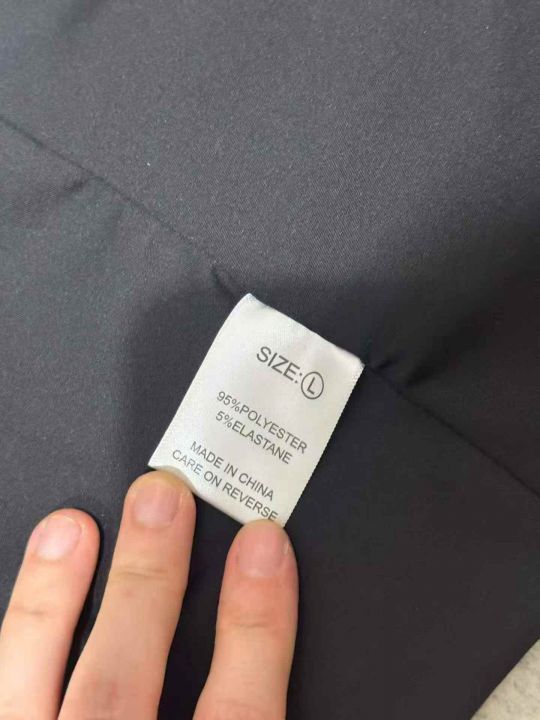 SIZE: L
95%POLYESTER
5%ELASTANE
MADE IN CHINA
CARE ON REVERSE